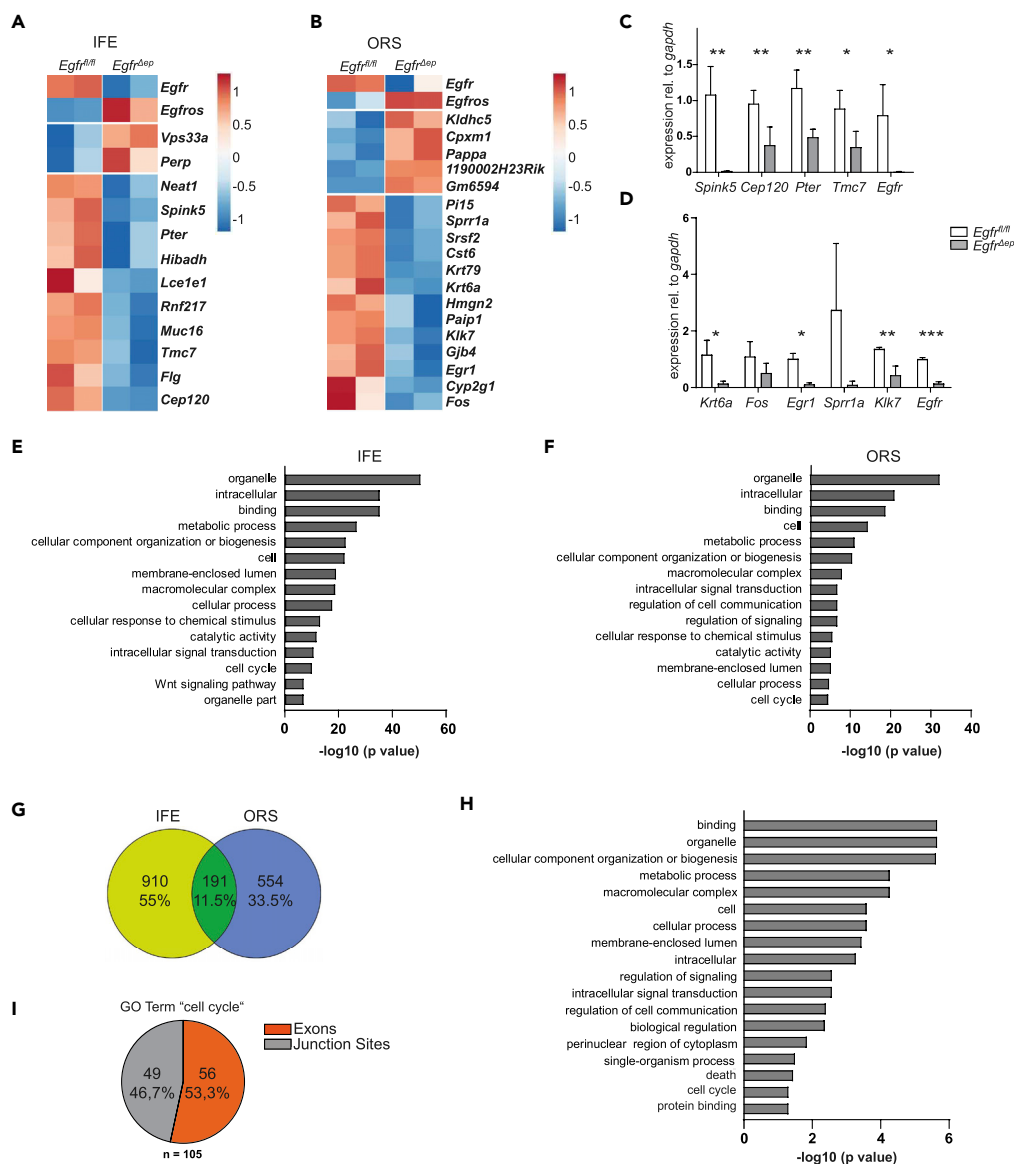 A
IFE
Egfr^fl/fl Egfr^Δep
Egfr
Egfros
Vps33a
Perp
Neat1
Spink5
Pter
Hibadh
Lce1e1
Rnf217
Muc16
Tmc7
Flg
Cep120
1
0.5
0
-0.5
-1
B
ORS
Egfr^fl/fl Egfr^Δep
Egfr
Egfros
Kldhc5
Cpxm1
Pappa
1190002H23Rik
Gm6594
Pi15
Sprr1a
Srsf2
Cst6
Krt79
Krt6a
Hmgn2
Paip1
Klk7
Gjb4
Egr1
Cyp2g1
Fos
1
0.5
0
-0.5
-1
C
expression rel. to gapdh
** ** ** * *
1.5
1.0
0.5
0
Spink5 Cep120 Pter Tmc7 Egfr
D
expression rel. to gapdh
6
4
2
0
* * ** ***
Krt6a Fos Egr1 Sprr1a Klk7 Egfr
Egfr^fl/fl
Egfr^Δep
E
IFE
organelle
intracellular
binding
metabolic process
cellular component organization or biogenesis
cell
membrane-enclosed lumen
macromolecular complex
cellular process
cellular response to chemical stimulus
catalytic activity
intracellular signal transduction
cell cycle
Wnt signaling pathway
organelle part
0 20 40 60
-log10 (p value)
F
ORS
organelle
intracellular
binding
cell
metabolic process
cellular component organization or biogenesis
macromolecular complex
intracellular signal transduction
regulation of cell communication
regulation of signaling
cellular response to chemical stimulus
catalytic activity
membrane-enclosed lumen
cellular process
cell cycle
0 10 20 30 40
-log10 (p value)
G
IFE ORS
910 191 554
55% 11.5% 33.5%
H
binding
organelle
cellular component organization or biogenesis
metabolic process
macromolecular complex
cell
cellular process
membrane-enclosed lumen
intracellular
regulation of signaling
intracellular signal transduction
regulation of cell communication
biological regulation
perinuclear region of cytoplasm
single-organism process
death
cell cycle
protein binding
0 2 4 6
-log10 (p value)
I
GO Term "cell cycle"
Exons
Junction Sites
49 56
46,7% 53,3%
n = 105